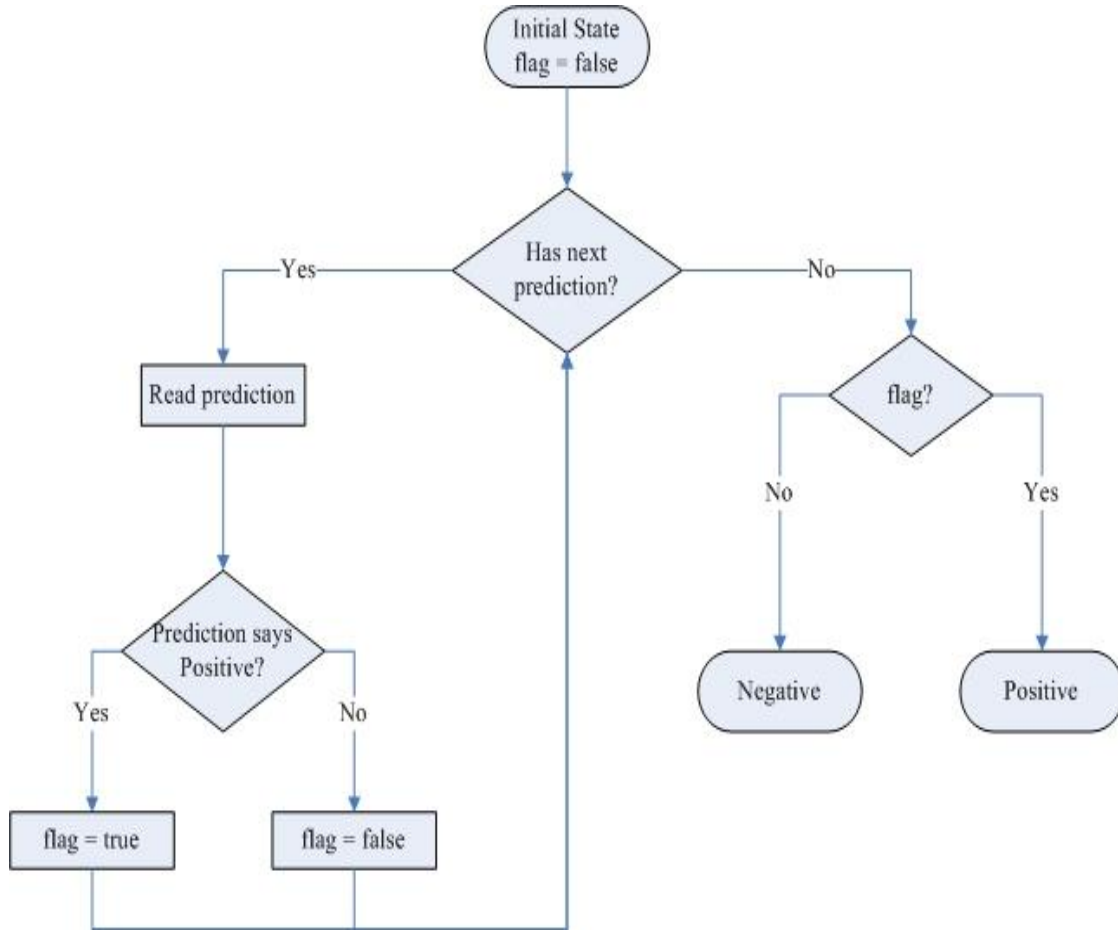 Initial State
flag = false
Has next
prediction?
Yes
No
Read prediction
flag?
No
Yes
Prediction says
Positive?
Negative
Positive
Yes
No
flag = true
flag = false